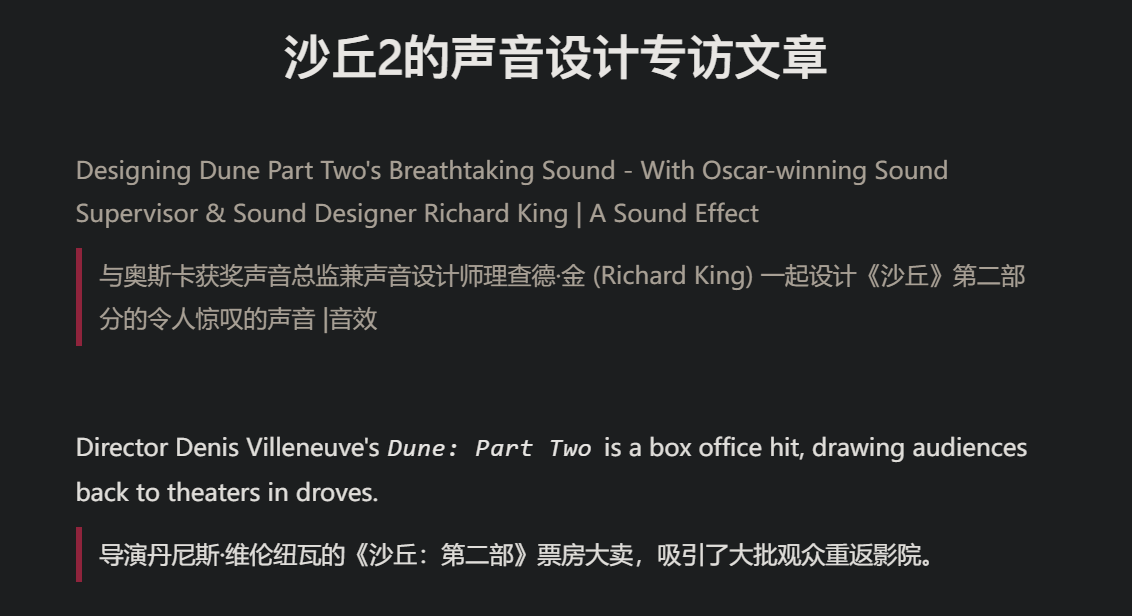 沙丘2的声音设计专访文章
Designing Dune Part Two's Breathtaking Sound - With Oscar-winning Sound
Supervisor & Sound Designer Richard King | A Sound Effect
与奥斯卡获奖声音总监兼声音设计师理查德·金 (Richard King) 一起设计《沙丘》第二部
分的令人惊叹的声音 |音效
Director Denis Villeneuve's Dune: Part Two is a box office hit, drawing audiences
back to theaters in droves.
导演丹尼斯·维伦纽瓦的《沙丘：第二部》票房大卖，吸引了大批观众重返影院。